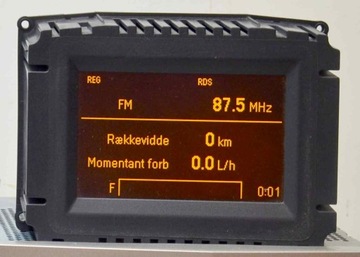 REG RDS
FM 87.5 MHz
Rækkevidde 0 km
Momentant forb 0.0 L/h
F 0:01